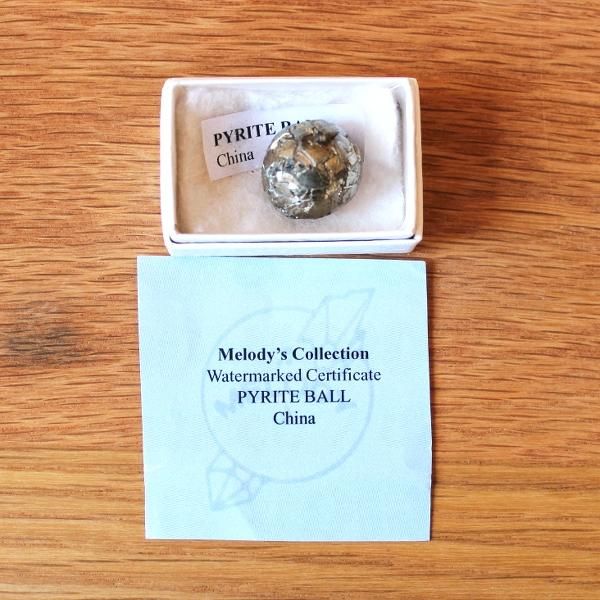 PYRITE
China
Melody's Collection
Watermarked Certificate
PYRITE BALL
China